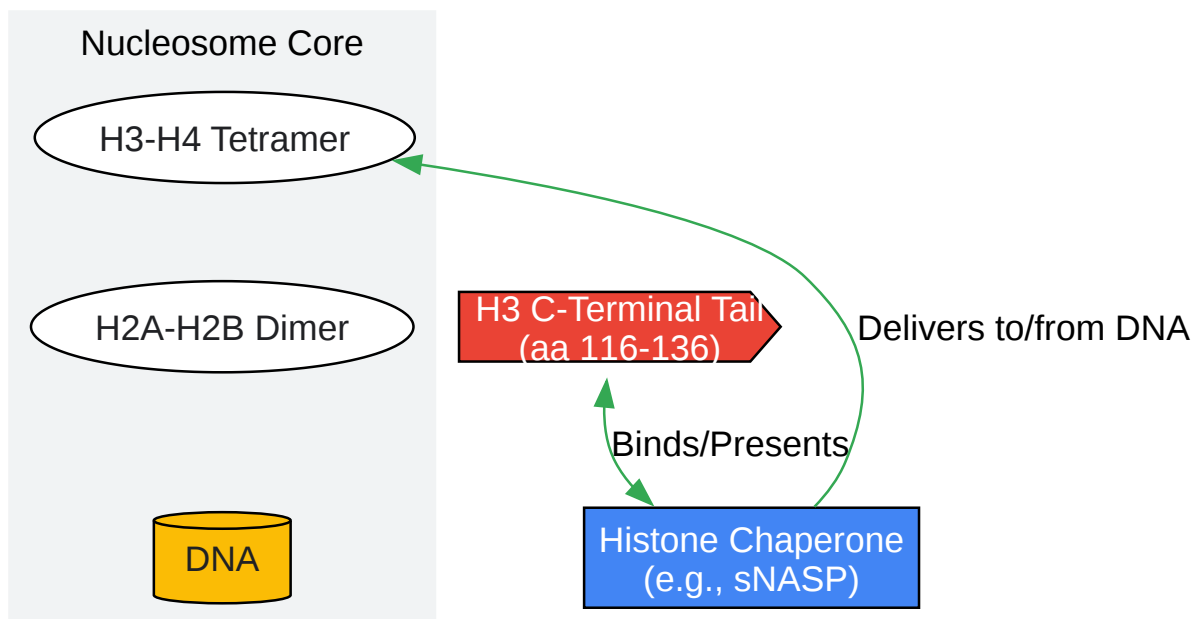 Nucleosome Core
H3-H4 Tetramer
H2A-H2B Dimer
H3 C-Terminal Tail
(aa 116-136)
Delivers to/from DNA
Binds/Presents
DNA
Histone Chaperone
(e.g., sNASP)